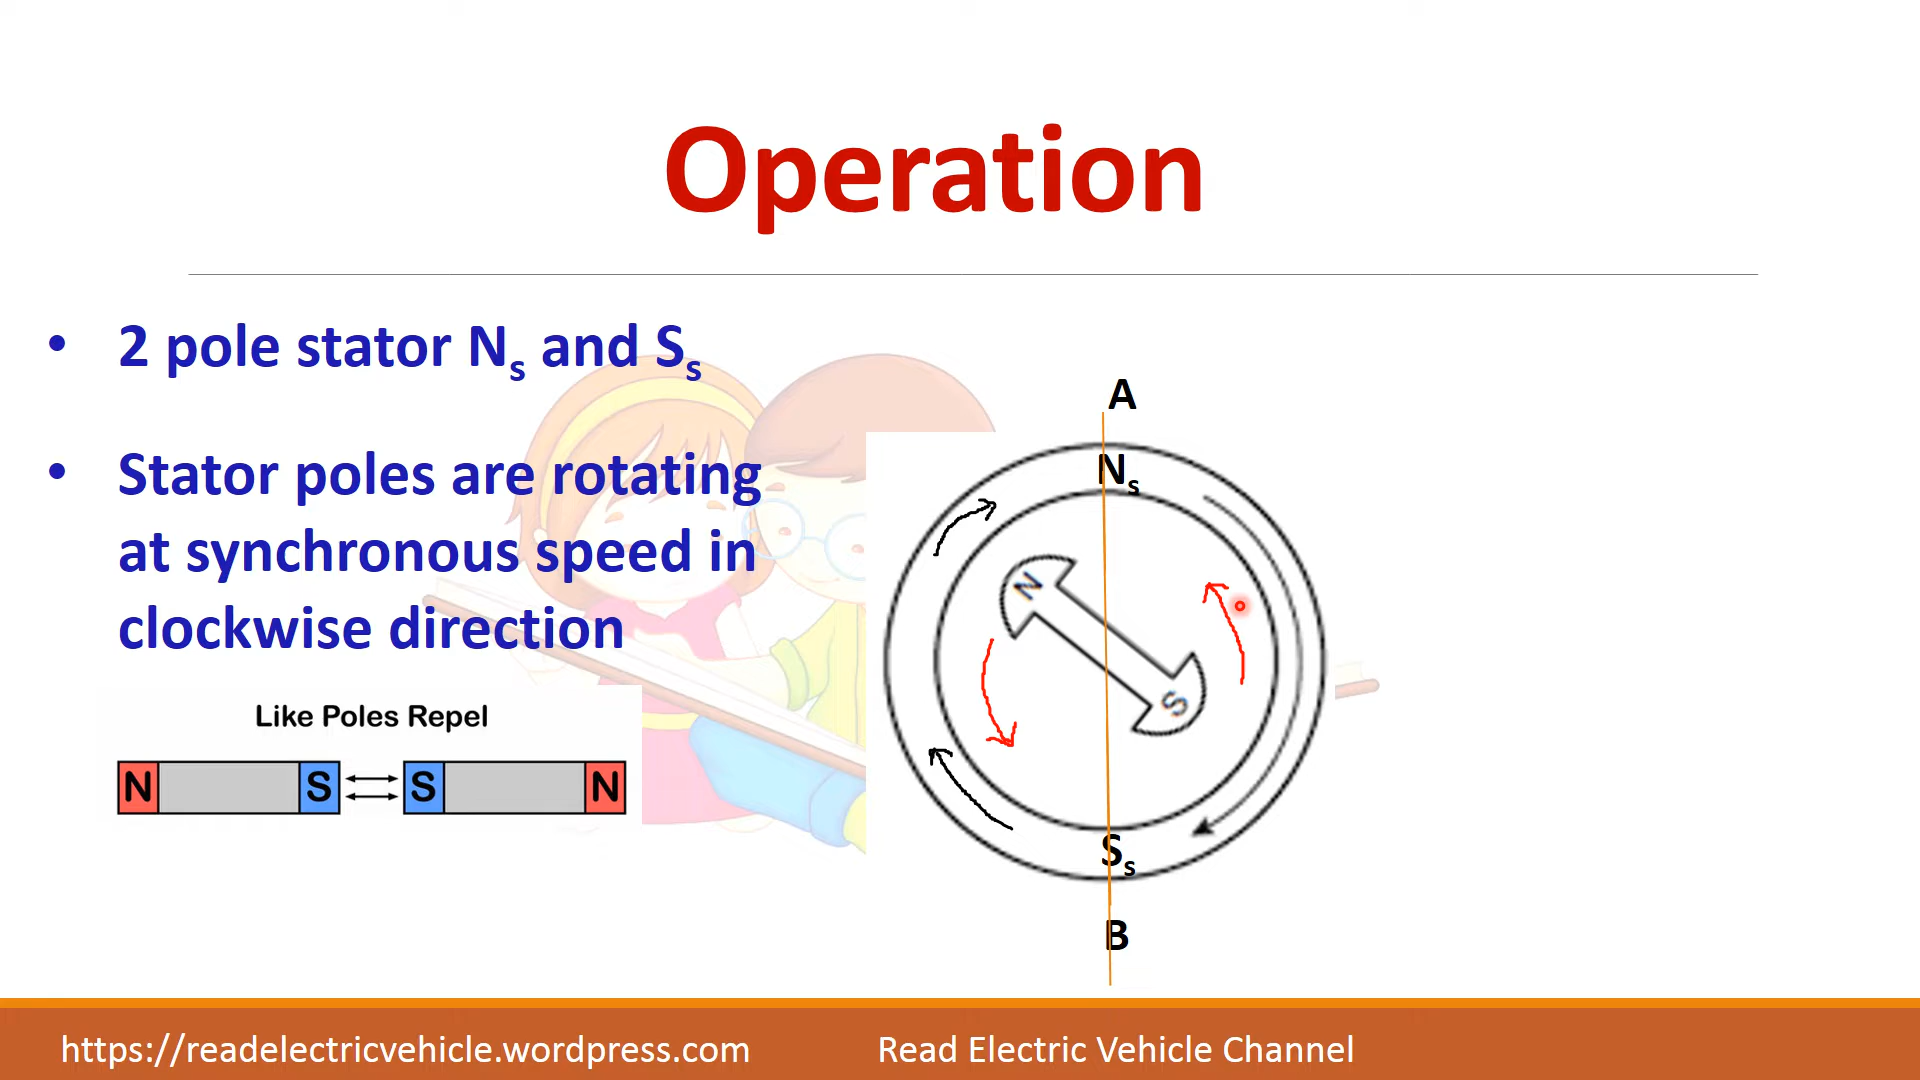 Operation
• 2 pole stator Ns and Ss
• Stator poles are rotating
at synchronous speed in
clockwise direction
Like Poles Repel
N S S N
A
Ns
N
S
Ss
B
https://readelectricvehicle.wordpress.com
Read Electric Vehicle Channel